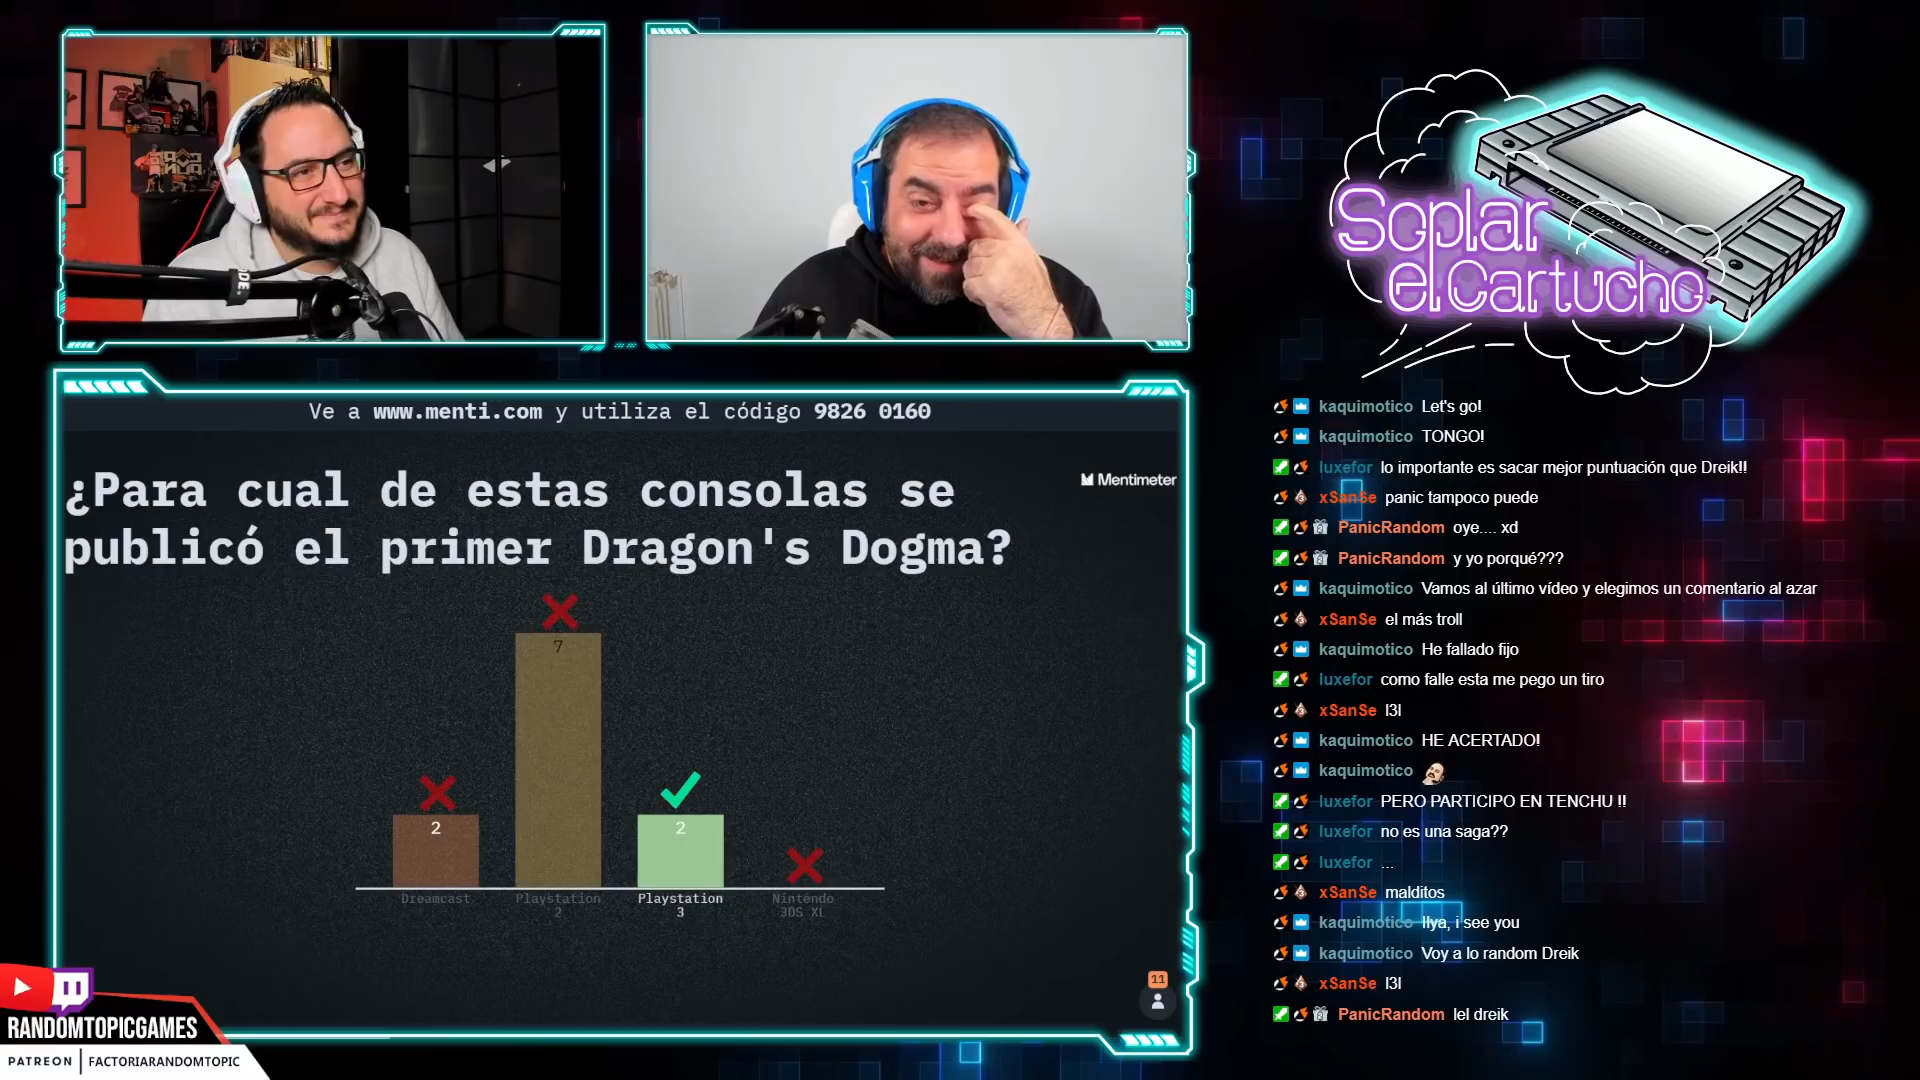 Soplar
el Cartucho
Ve a www.menti.com y utiliza el código 9826 0160
Mentimeter
¿Para cual de estas consolas se
publicó el primer Dragon's Dogma?
2
7
2
Dreamcast
Playstation
2
Playstation
3
Nintendo
3DS XL
11
kaquimotico Let's go!
kaquimotico TONGO!
luxefor lo importante es sacar mejor puntuación que Dreik!!
xSanSe panic tampoco puede
PanicRandom oye.... xd
PanicRandom y yo porqué???
kaquimotico Vamos al último vídeo y elegimos un comentario al azar
xSanSe el más troll
kaquimotico He fallado fijo
luxefor como falle esta me pego un tiro
xSanSe l3l
kaquimotico HE ACERTADO!
kaquimotico
luxefor PERO PARTICIPO EN TENCHU !!
luxefor no es una saga??
luxefor ...
xSanSe malditos
kaquimotico Ilya, i see you
kaquimotico Voy a lo random Dreik
xSanSe l3l
PanicRandom lel dreik
RANDOMTOPICGAMES
PATREON | FACTORIARANDOMTOPIC